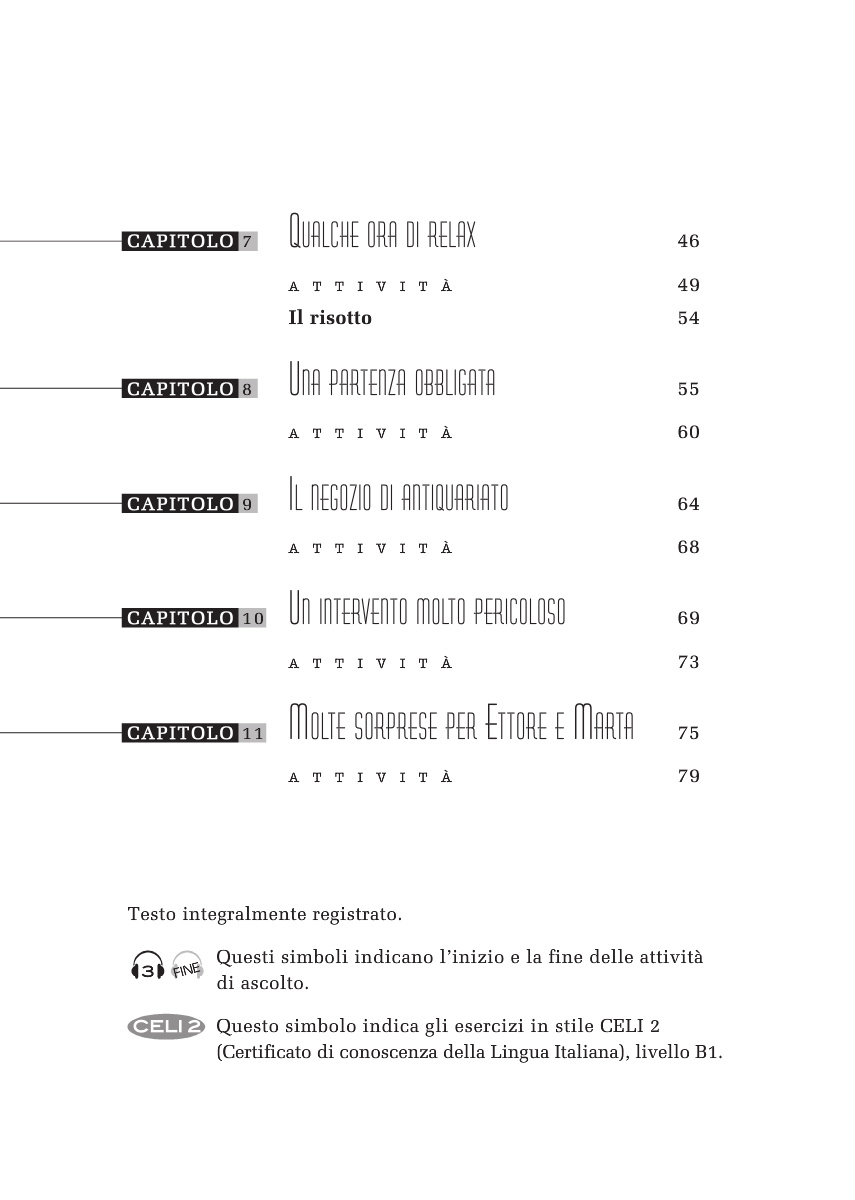 CAPITOLO 7 Qualche ora di relax 46
ATTIVITÀ 49
Il risotto 54
CAPITOLO 8 Una partenza obbligata 55
ATTIVITÀ 60
CAPITOLO 9 Il negozio di antiquariato 64
ATTIVITÀ 68
CAPITOLO 10 Un intervento molto pericoloso 69
ATTIVITÀ 73
CAPITOLO 11 Molte sorprese per Ettore e Marta 75
ATTIVITÀ 79
Testo integralmente registrato.
3 FINE Questi simboli indicano l’inizio e la fine delle attività
di ascolto.
CELI 2 Questo simbolo indica gli esercizi in stile CELI 2
(Certificato di conoscenza della Lingua Italiana), livello B1.